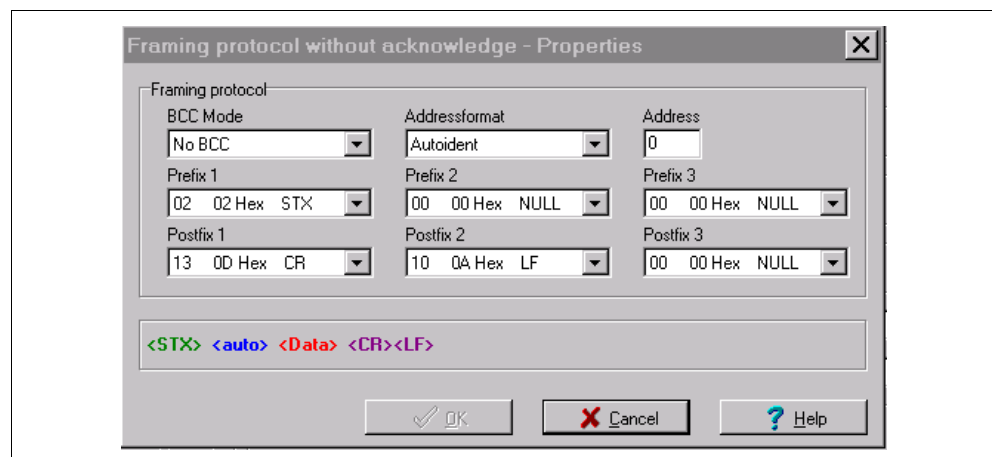 Framing protocol without acknowledge - Properties
Framing protocol
BCC Mode Addressformat Address
No BCC Autoident 0
Prefix 1 Prefix 2 Prefix 3
02 02 Hex STX 00 00 Hex NULL 00 00 Hex NULL
Postfix 1 Postfix 2 Postfix 3
13 0D Hex CR 10 0A Hex LF 00 00 Hex NULL
<STX> <auto> <Data> <CR><LF>
OK Cancel Help